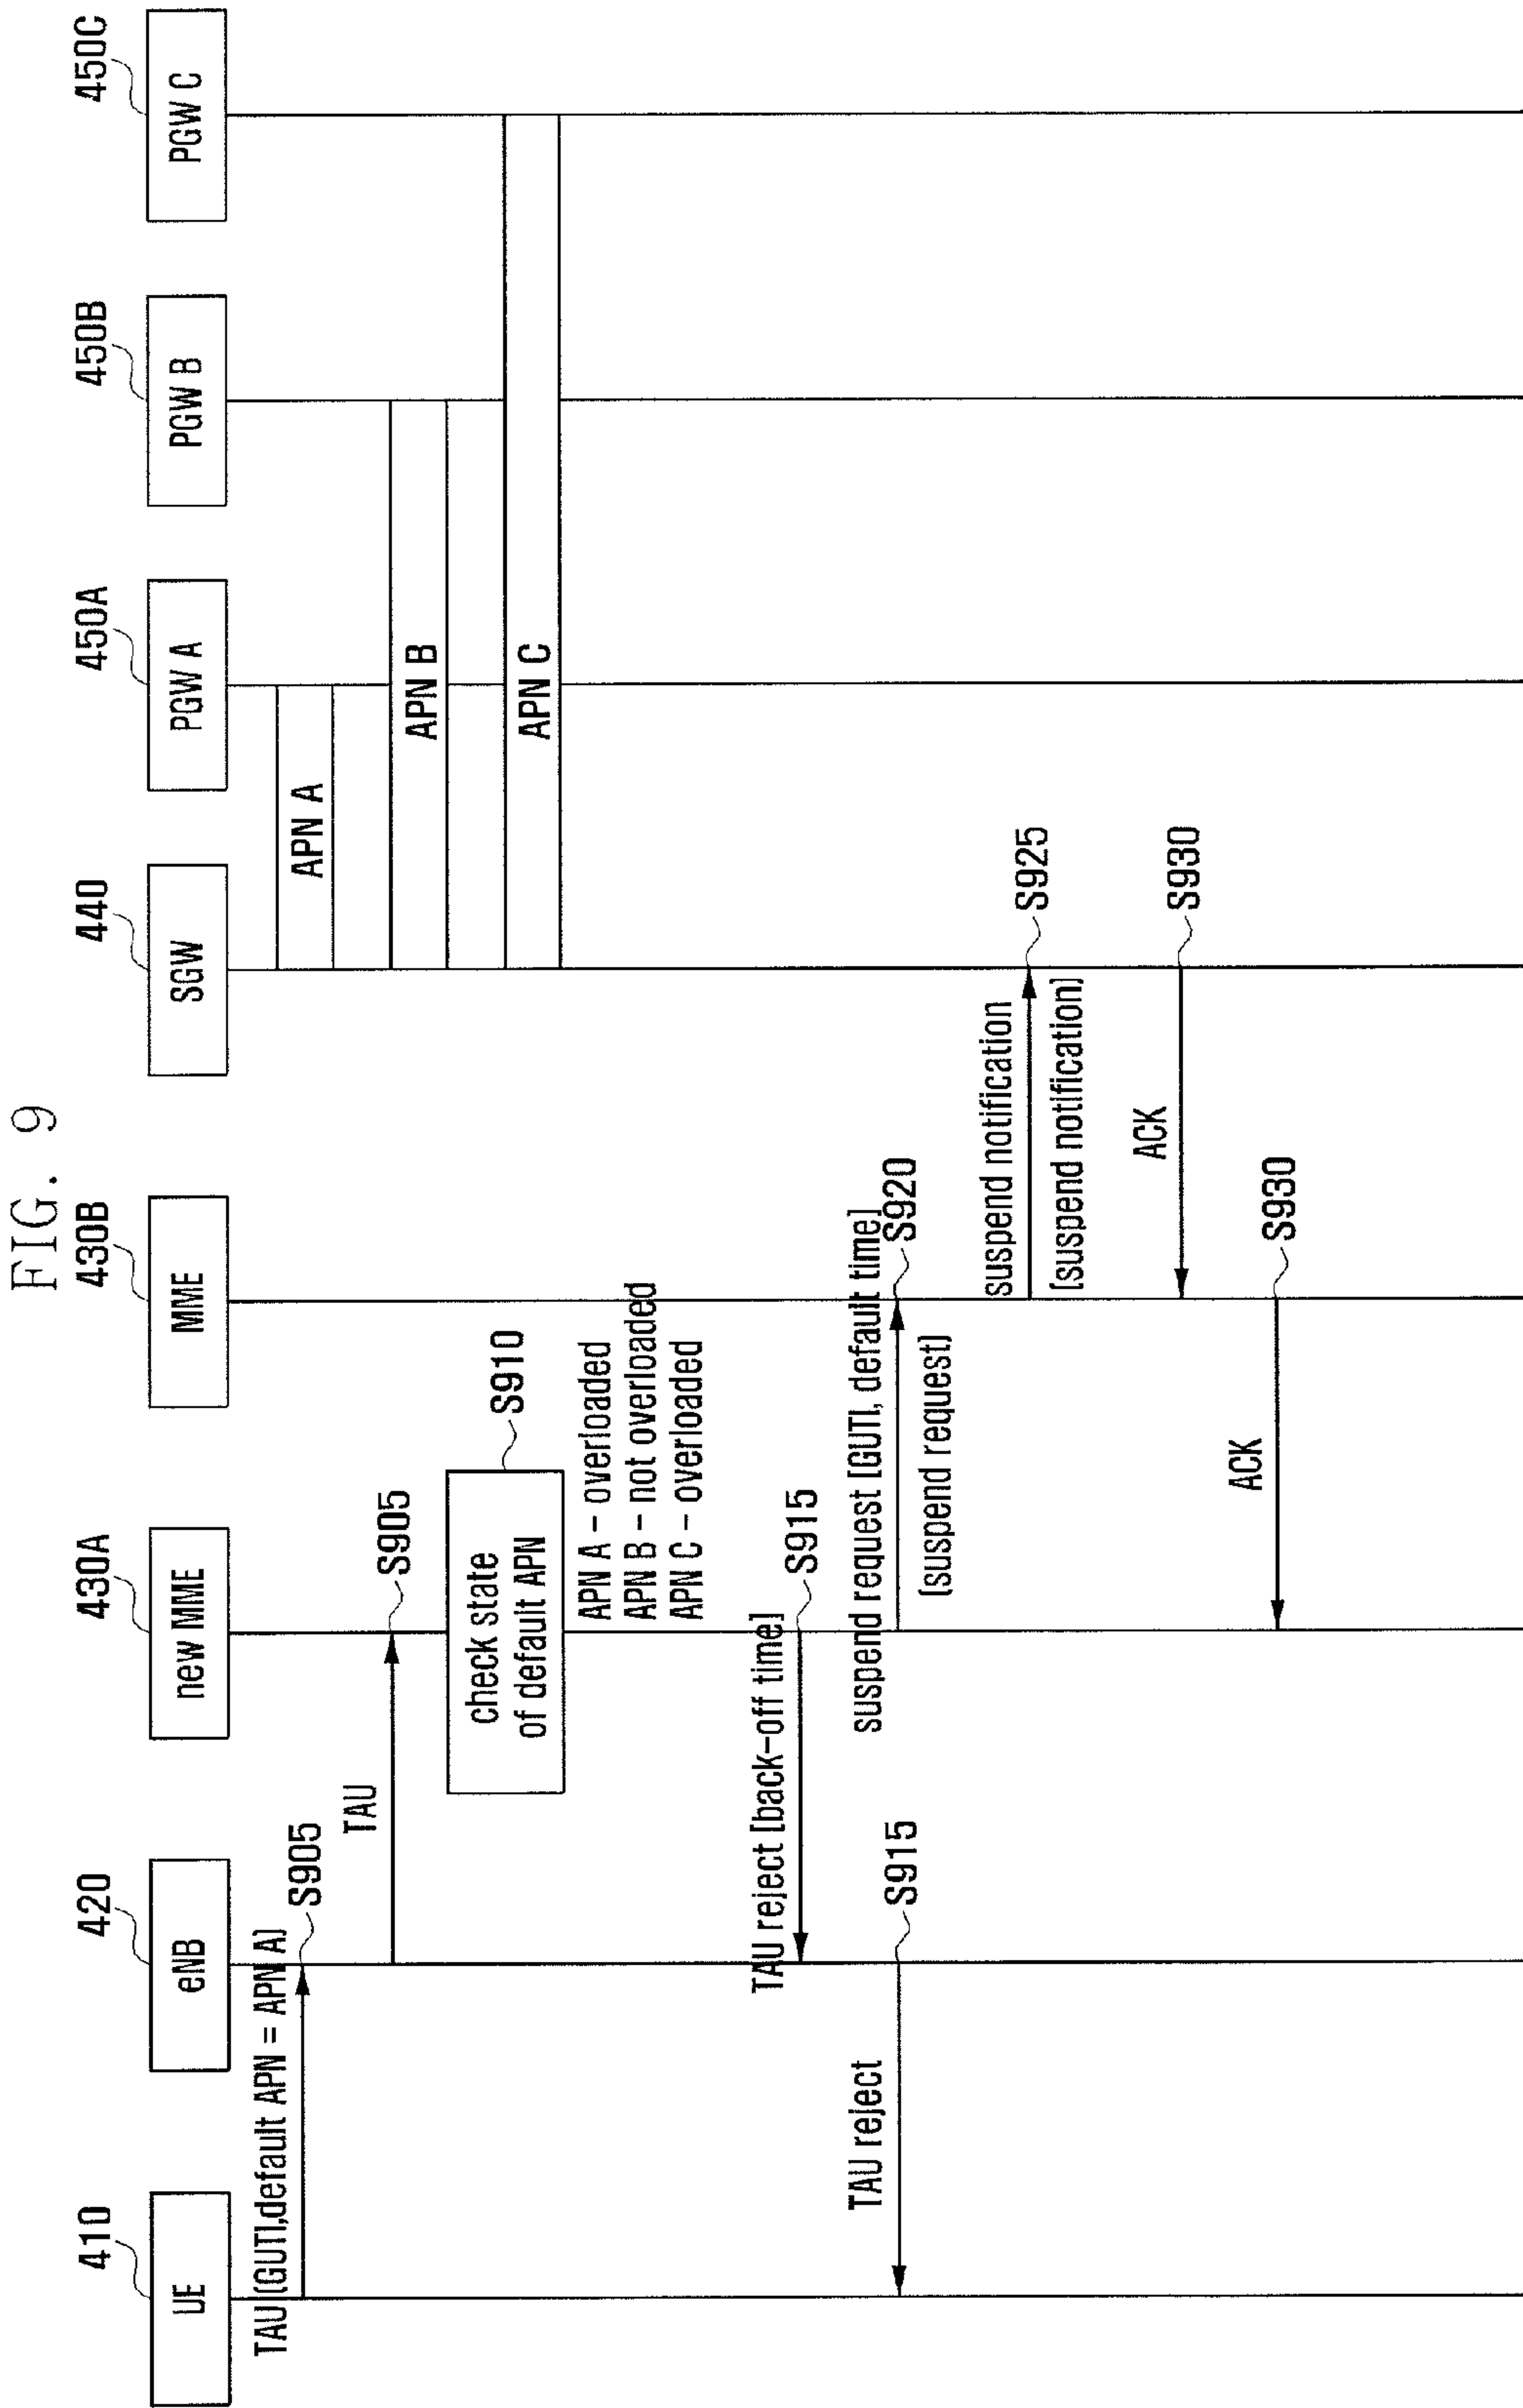 FIG. 9
410
420
430A
430B
440
450A
450B
450C
UE
eNB
new MME
MME
SGW
PGW A
PGW B
PGW C
TAU (GUTI,default APN = APN A)
S905
APN A
TAU
S905
APN B
check state
of default APN
S910
APN C
APN A - overloaded
APN B - not overloaded
APN C - overloaded
TAU reject [back-off time]
S915
TAU reject
S915
suspend request [GUTI, default time]
S920
(suspend request)
suspend notification
S925
(suspend notification)
ACK
S930
ACK
S930